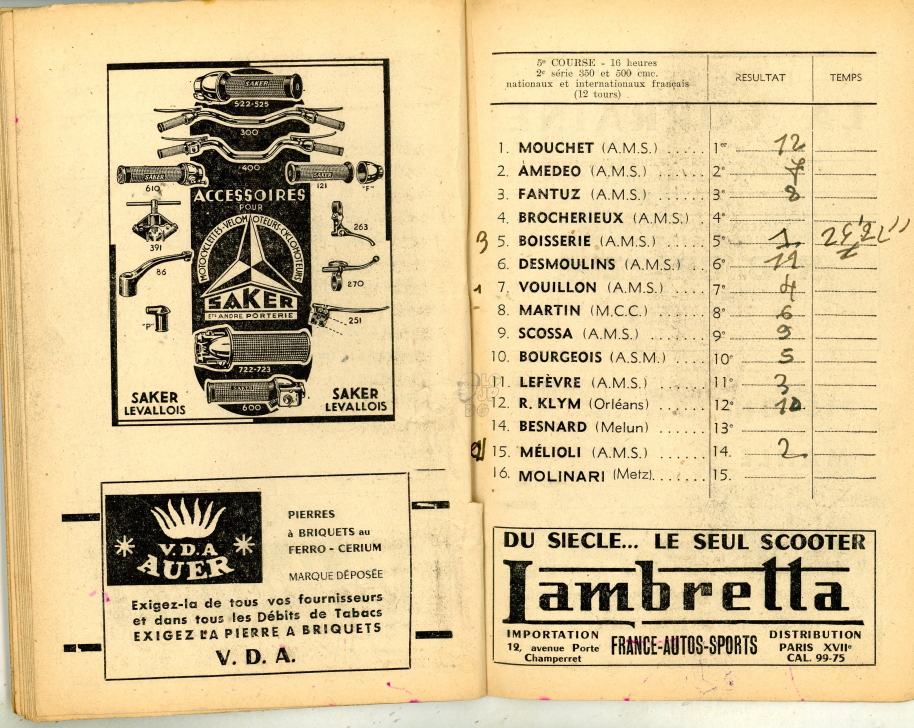 SAKER
522-525
300
400
SAKER
610
SAKER
121
"F"
ACCESSOIRES
POUR
MOTOCYCLETTES-VELOMOTEURS-CYCLOMOTEURS
391
263
86
270
SAKER
ETS ANDRE PORTERIE
"P"
251
722-723
SAKER
600
SAKER
LEVALLOIS
SAKER
LEVALLOIS
V.D.A
AUER
PIERRES
à BRIQUETS au
FERRO - CERIUM
MARQUE DÉPOSÉE
Exigez-la de tous vos fournisseurs
et dans tous les Débits de Tabacs
EXIGEZ LA PIERRE A BRIQUETS
V. D. A.
5e COURSE - 16 heures
2e série 350 et 500 cmc.
nationaux et internationaux français
(12 tours)
RESULTAT
TEMPS
1. MOUCHET (A.M.S.) ..... 1er 12
2. AMEDEO (A.M.S.) ...... 2e
3. FANTUZ (A.M.S.) ...... 3e 8
4. BROCHERIEUX (A.M.S.) . 4e
3 5. BOISSERIE (A.M.S.) ..... 5e 1
6. DESMOULINS (A.M.S.) .. 6e 11
1 7. VOUILLON (A.M.S.) .... 7e 4
8. MARTIN (M.C.C.) ...... 8e 6
9. SCOSSA (A.M.S.) ...... 9e 9
10. BOURGEOIS (A.S.M.) .... 10e 5
11. LEFÈVRE (A.M.S.) ...... 11e 3
12. R. KLYM (Orléans) ...... 12e 10
14. BESNARD (Melun) ...... 13e
15. MÉLIOLI (A.M.S.) ...... 14. 2
16. MOLINARI (Metz)...... 15.
DU SIECLE... LE SEUL SCOOTER
Lambretta
IMPORTATION
12, avenue Porte
Champerret
FRANCE-AUTOS-SPORTS
DISTRIBUTION
PARIS XVIIe
CAL. 99-75